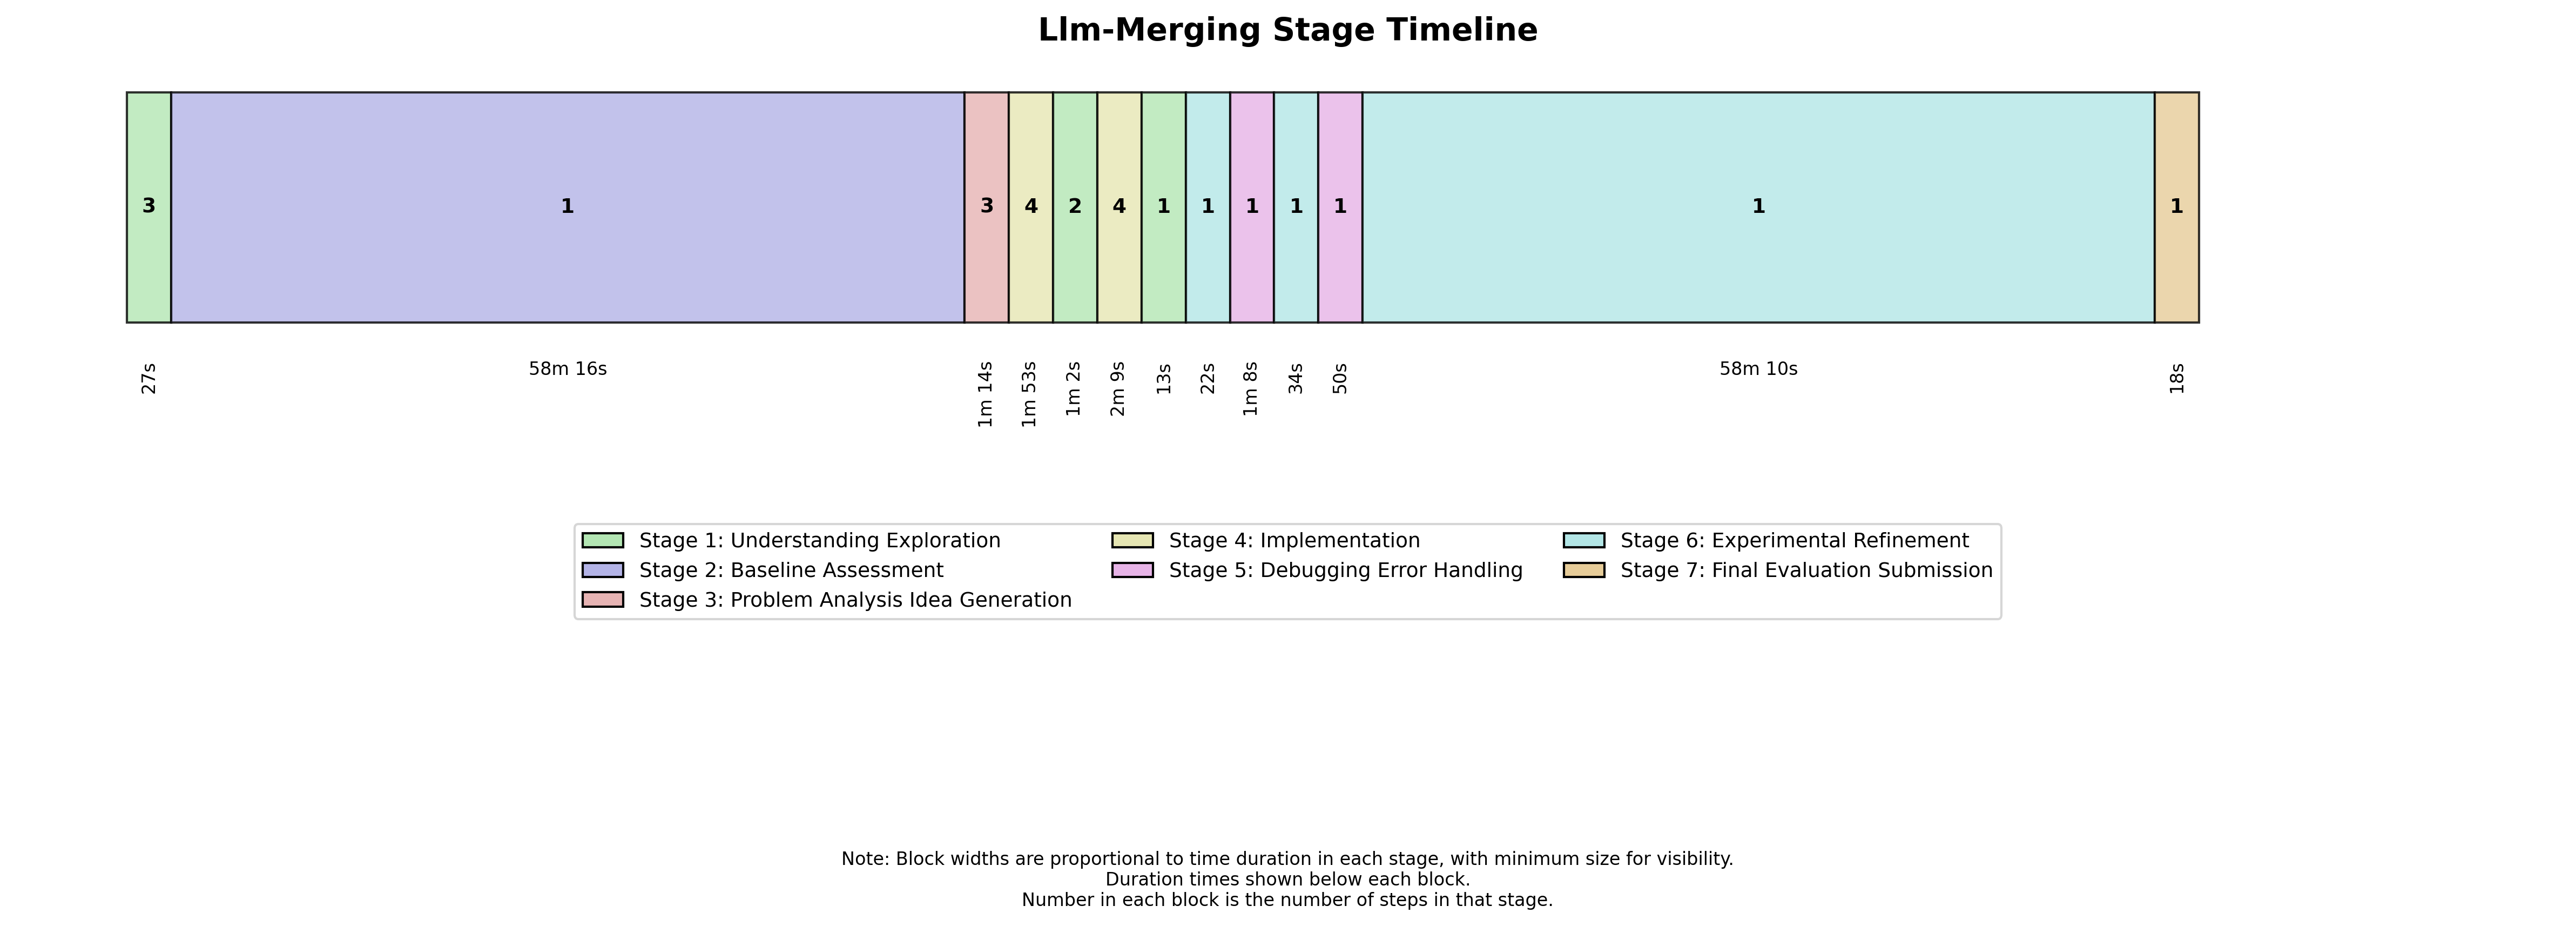 Llm-Merging Stage Timeline
3 1 3 4 2 4 1 1 1 1 1 1 1
27s 58m 16s 1m 14s 1m 53s 1m 2s 2m 9s 13s 22s 1m 8s 34s 50s 58m 10s 18s
Stage 1: Understanding Exploration
Stage 2: Baseline Assessment
Stage 3: Problem Analysis Idea Generation
Stage 4: Implementation
Stage 5: Debugging Error Handling
Stage 6: Experimental Refinement
Stage 7: Final Evaluation Submission
Note: Block widths are proportional to time duration in each stage, with minimum size for visibility.
Duration times shown below each block.
Number in each block is the number of steps in that stage.